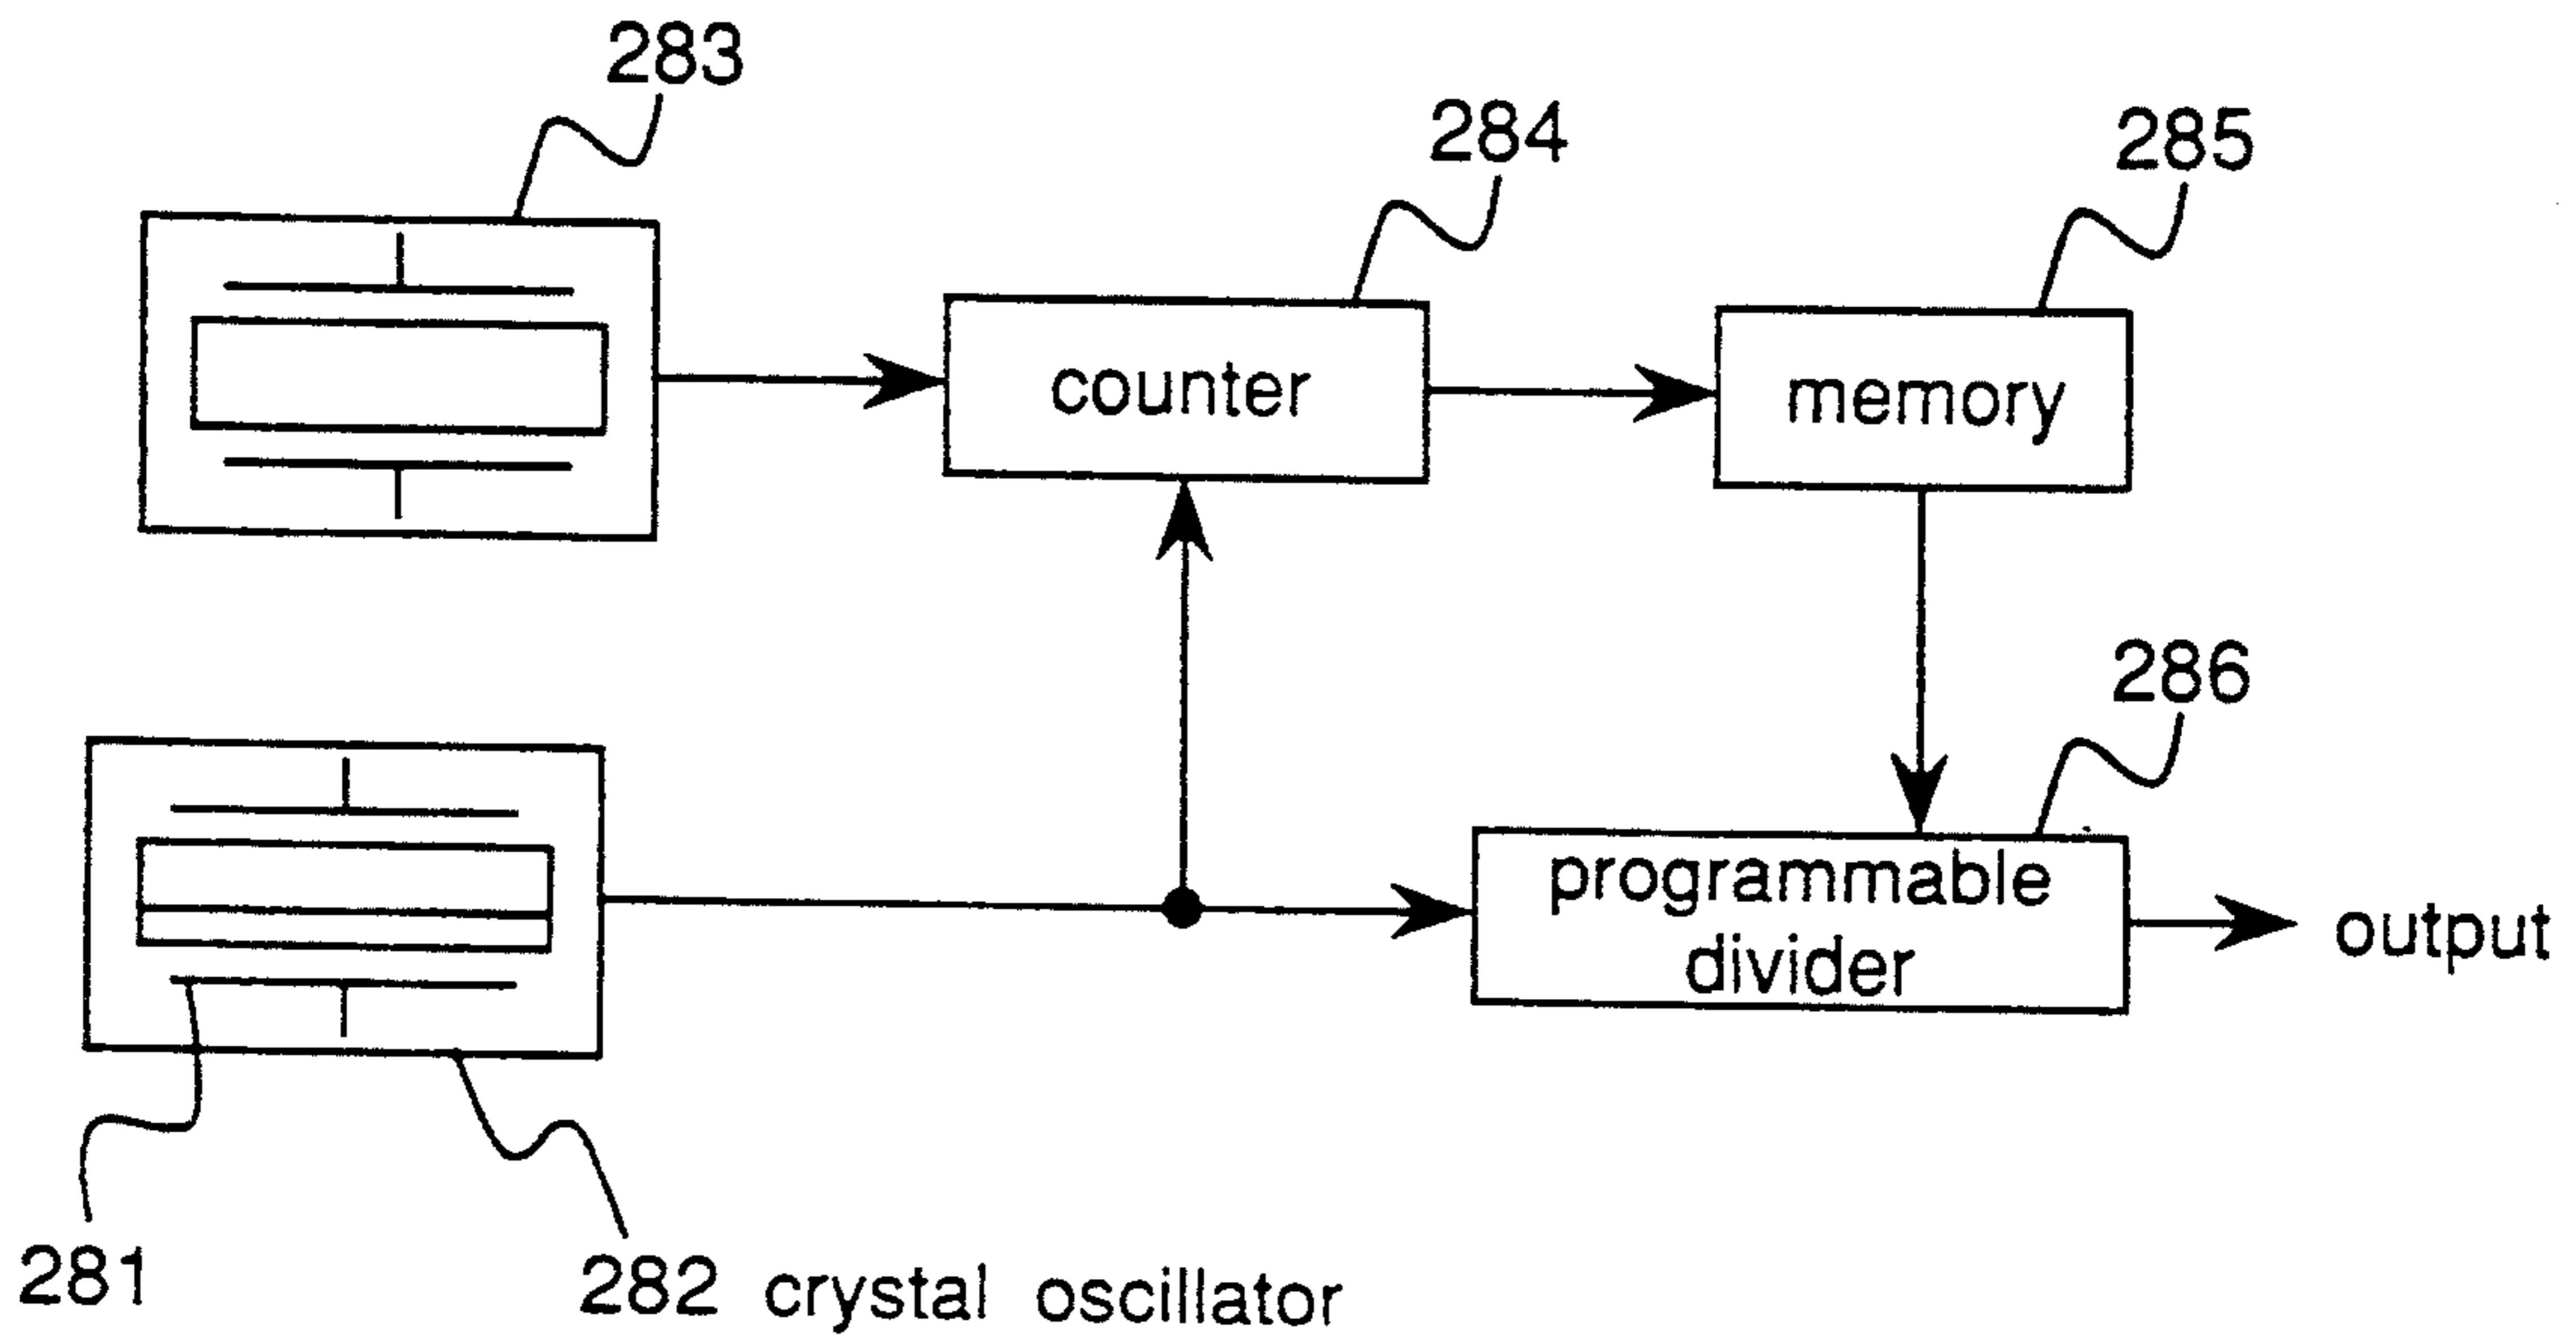 283
284
285
counter
memory
286
programmable
divider
output
281
282 crystal oscillator